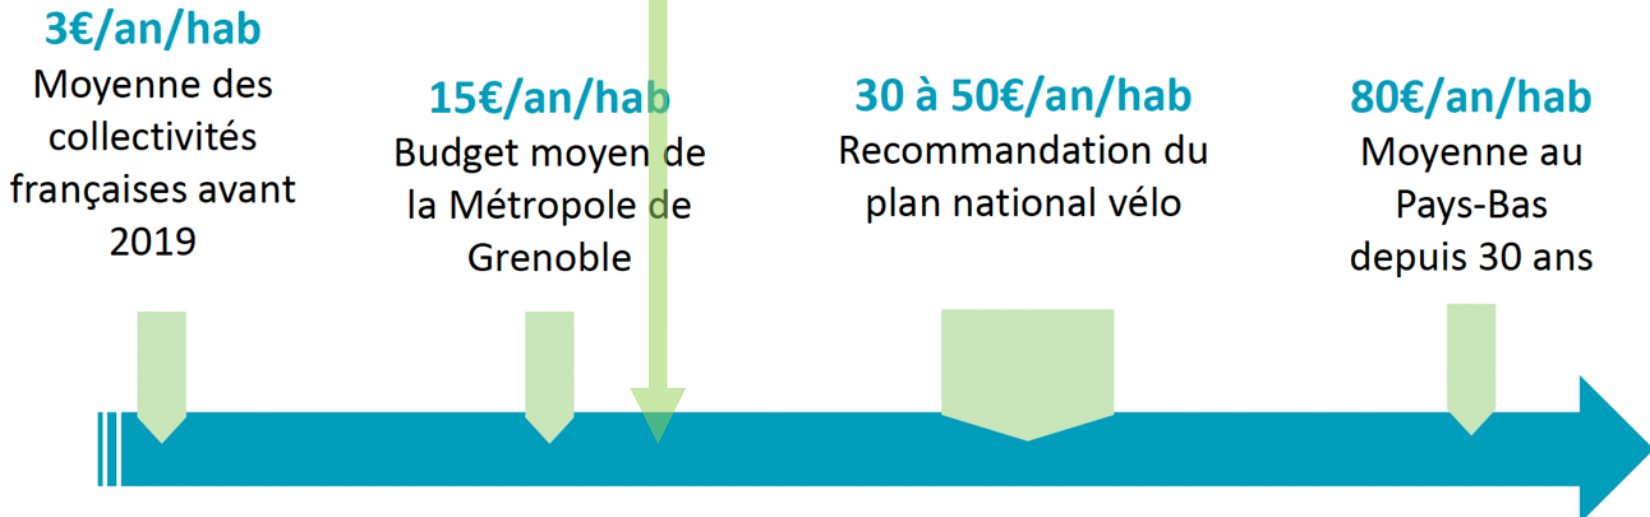 3€/an/hab
Moyenne des
collectivités
françaises avant
2019
15€/an/hab
Budget moyen de
la Métropole de
Grenoble
30 à 50€/an/hab
Recommandation du
plan national vélo
80€/an/hab
Moyenne au
Pays-Bas
depuis 30 ans